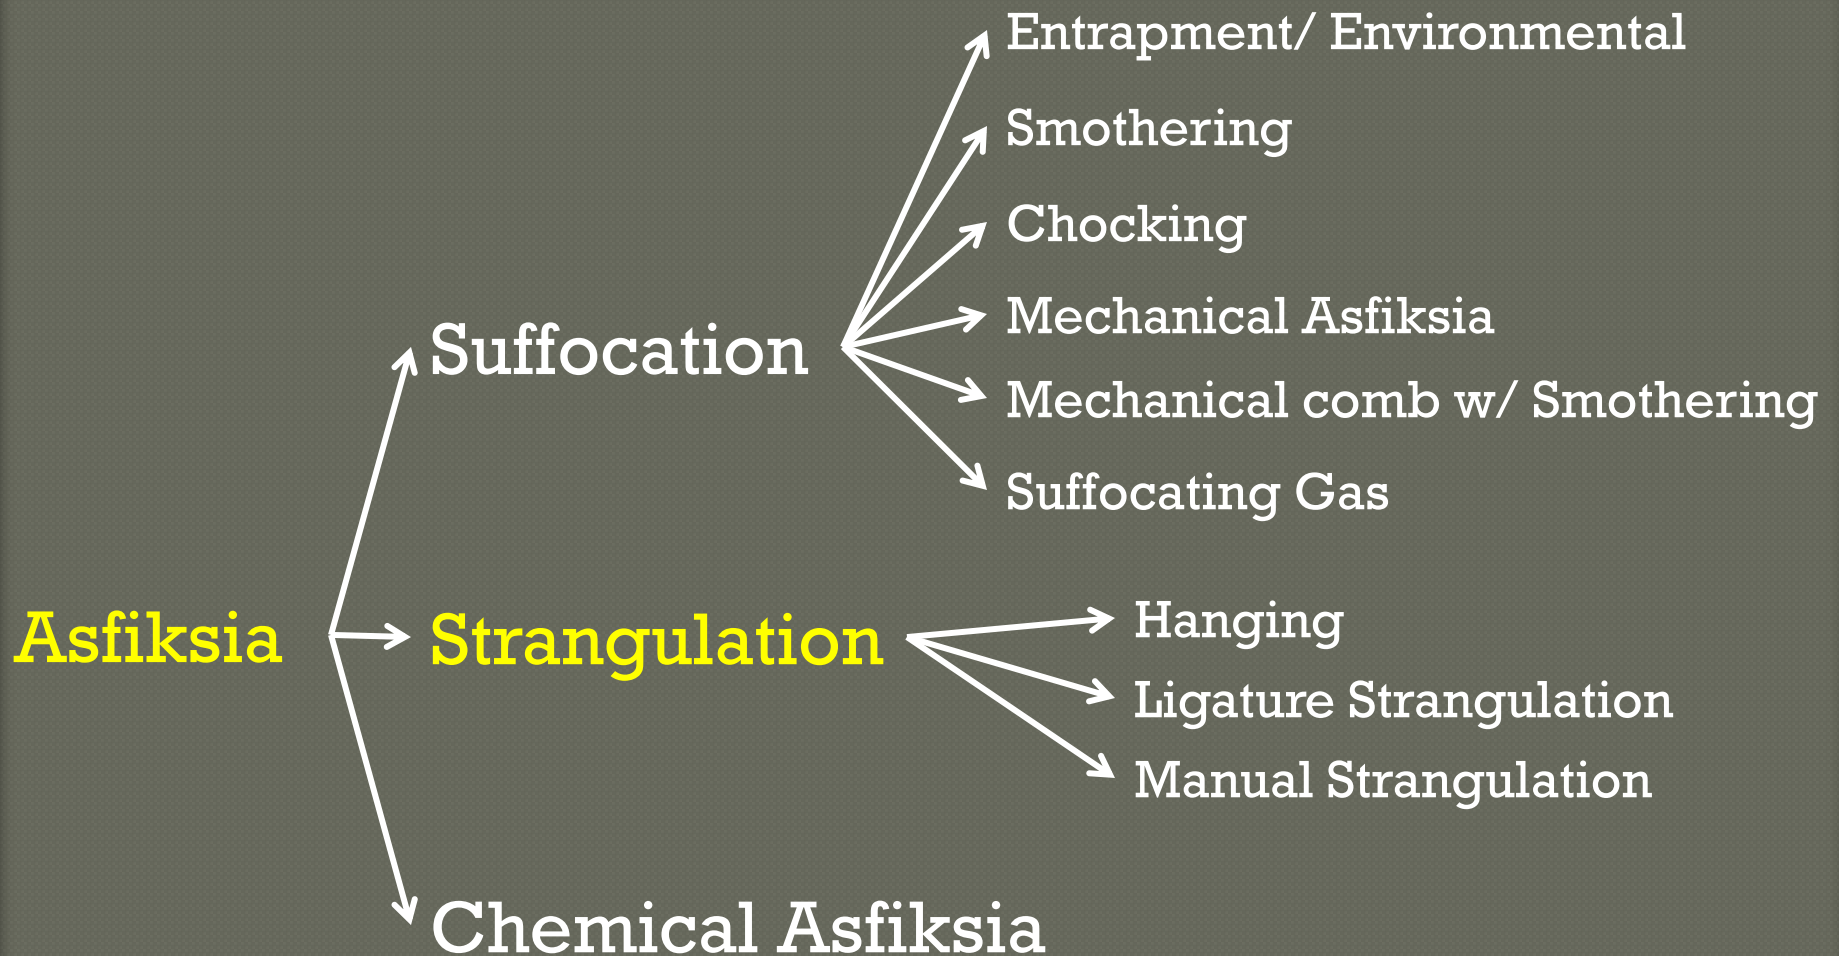 Entrapment/ Environmental
Smothering
Chocking
Mechanical Asfiksia
Suffocation
Mechanical comb w/ Smothering
Suffocating Gas
Asfiksia
Strangulation
Hanging
Ligature Strangulation
Manual Strangulation
Chemical Asfiksia